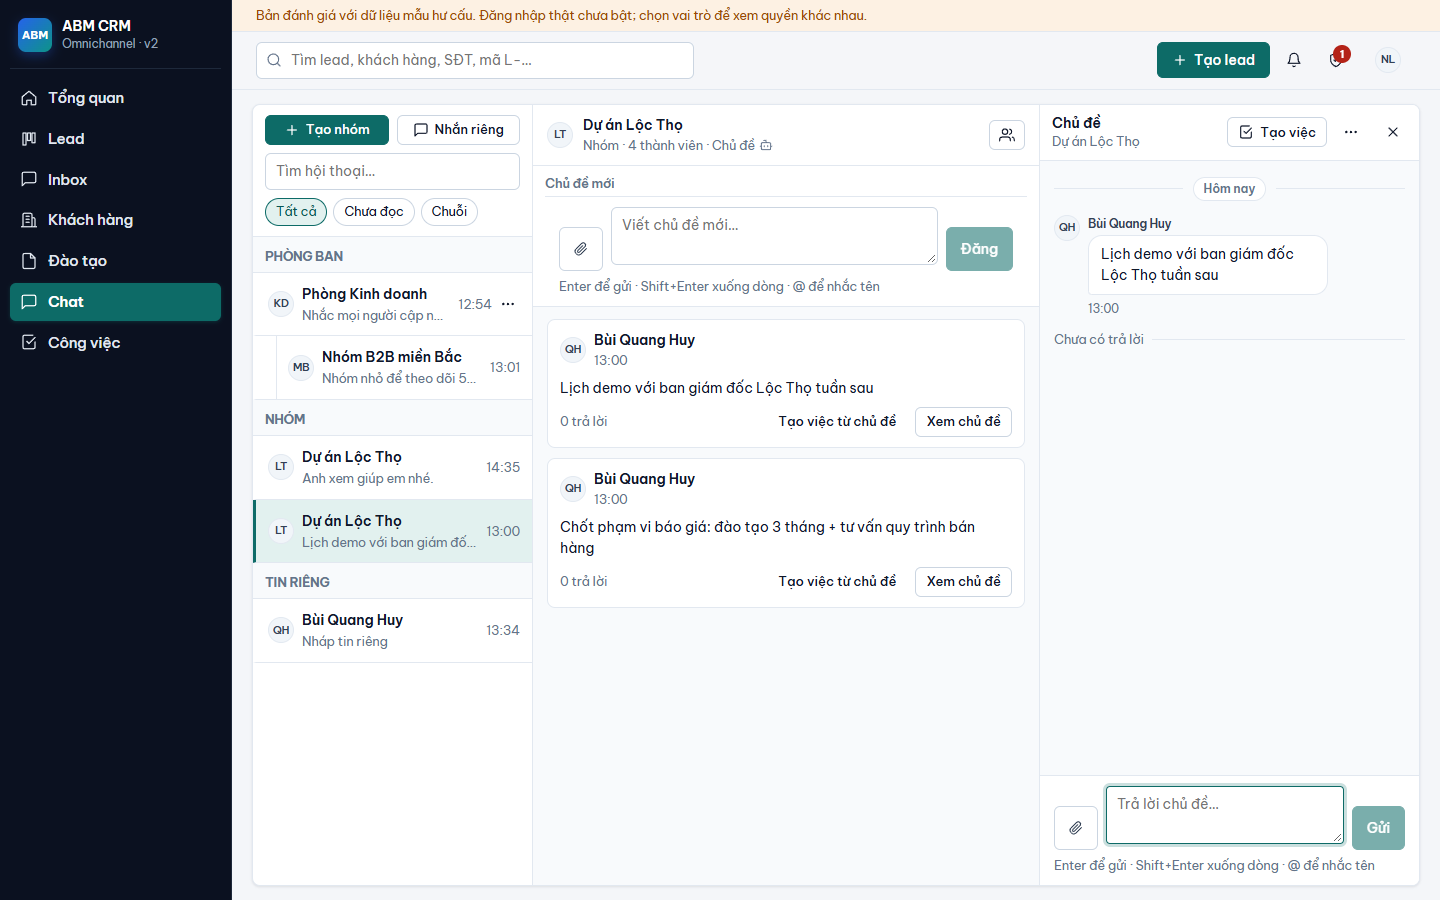 ABM
ABM CRM
Omnichannel · v2
Tổng quan
Lead
Inbox
Khách hàng
Đào tạo
Chat
Công việc
Bản đánh giá với dữ liệu mẫu hư cấu. Đăng nhập thật chưa bật; chọn vai trò để xem quyền khác nhau.
Tìm lead, khách hàng, SĐT, mã L-...
Tạo lead
1
NL
Tạo nhóm
Nhắn riêng
Tìm hội thoại...
Tất cả
Chưa đọc
Chuỗi
PHÒNG BAN
KD
Phòng Kinh doanh
12:54
Nhắc mọi người cập n...
MB
Nhóm B2B miền Bắc
13:01
Nhóm nhỏ để theo dõi 5...
NHÓM
LT
Dự án Lộc Thọ
14:35
Anh xem giúp em nhé.
LT
Dự án Lộc Thọ
13:00
Lịch demo với ban giám đố...
TIN RIÊNG
QH
Bùi Quang Huy
13:34
Nháp tin riêng
LT
Dự án Lộc Thọ
Nhóm · 4 thành viên · Chủ đề
Chủ đề mới
Viết chủ đề mới...
Đăng
Enter để gửi · Shift+Enter xuống dòng · @ để nhắc tên
QH
Bùi Quang Huy
13:00
Lịch demo với ban giám đốc Lộc Thọ tuần sau
0 trả lời
Tạo việc từ chủ đề
Xem chủ đề
QH
Bùi Quang Huy
13:00
Chốt phạm vi báo giá: đào tạo 3 tháng + tư vấn quy trình bán
hàng
0 trả lời
Tạo việc từ chủ đề
Xem chủ đề
Chủ đề
Dự án Lộc Thọ
Tạo việc
Hôm nay
QH
Bùi Quang Huy
Lịch demo với ban giám đốc
Lộc Thọ tuần sau
13:00
Chưa có trả lời
Trả lời chủ đề...
Gửi
Enter để gửi · Shift+Enter xuống dòng · @ để nhắc tên